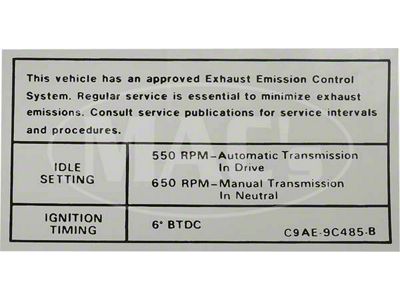 This vehicle has an approved Exhaust Emission Control
System. Regular service is essential to minimize exhaust
emissions. Consult service publications for service intervals
and procedures.
MAC's
IDLE
SETTING
550 RPM-Automatic Transmission
In Drive
650 RPM-Manual Transmission
In Neutral
IGNITION
TIMING
6° BTDC
C9AE-9C485-B